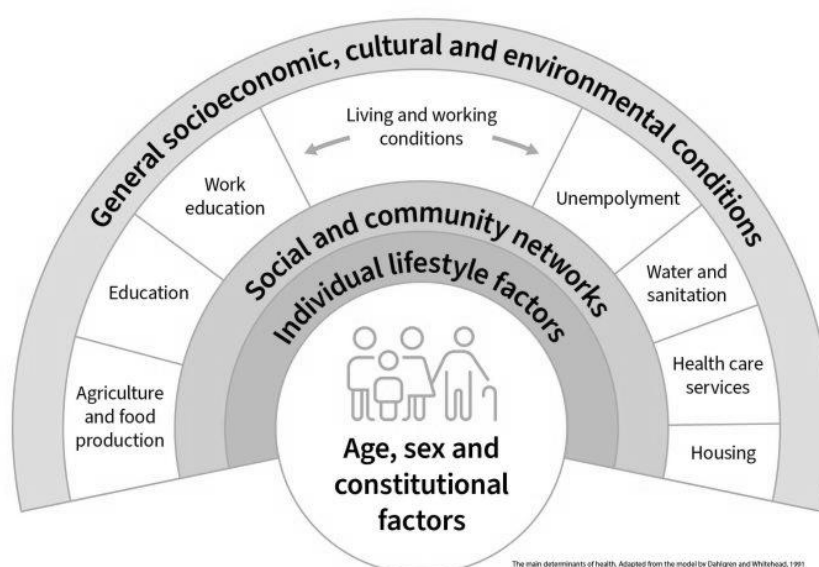 General socioeconomic, cultural and environmental conditions
Living and working
conditions
Work
education
Unempolyment
Social and community networks
Individual lifestyle factors
Education
Water and
sanitation
Agriculture
and food
production
Health care
services
Housing
Age, sex and
constitutional
factors
The main determinants of health. Adapted from the model by Dahlgren and Whitehead, 1991